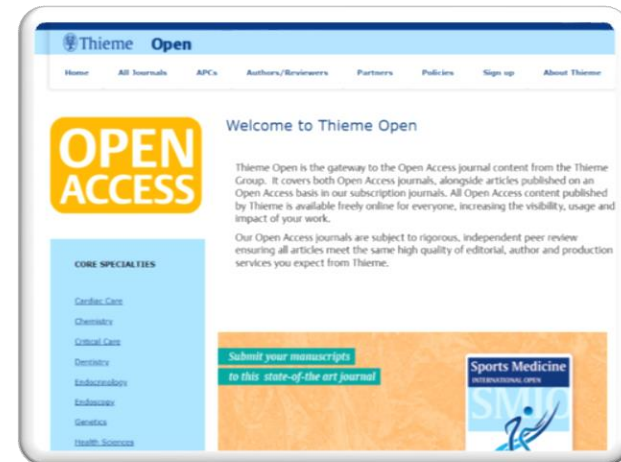 Thieme Open
Home All Journals APCs Authors/Reviewers Partners Policies Sign up About Thieme
OPEN
ACCESS
Welcome to Thieme Open
Thieme Open is the gateway to the Open Access journal content from the Thieme
Group. It covers both Open Access journals, alongside articles published on an
Open Access basis in our subscription journals. All Open Access content published
by Thieme is available freely online for everyone, increasing the visibility, usage and
impact of your work.
Our Open Access journals are subject to rigorous, independent peer review
ensuring all articles meet the same high quality of editorial, author and production
services you expect from Thieme.
CORE SPECIALTIES
Cardiac Care
Chemistry
Critical Care
Dentistry
Endocrinology
Endoscopy
Genetics
Health Sciences
Submit your manuscripts
to this state-of-the art journal
Sports Medicine
INTERNATIONAL OPEN
SMIO